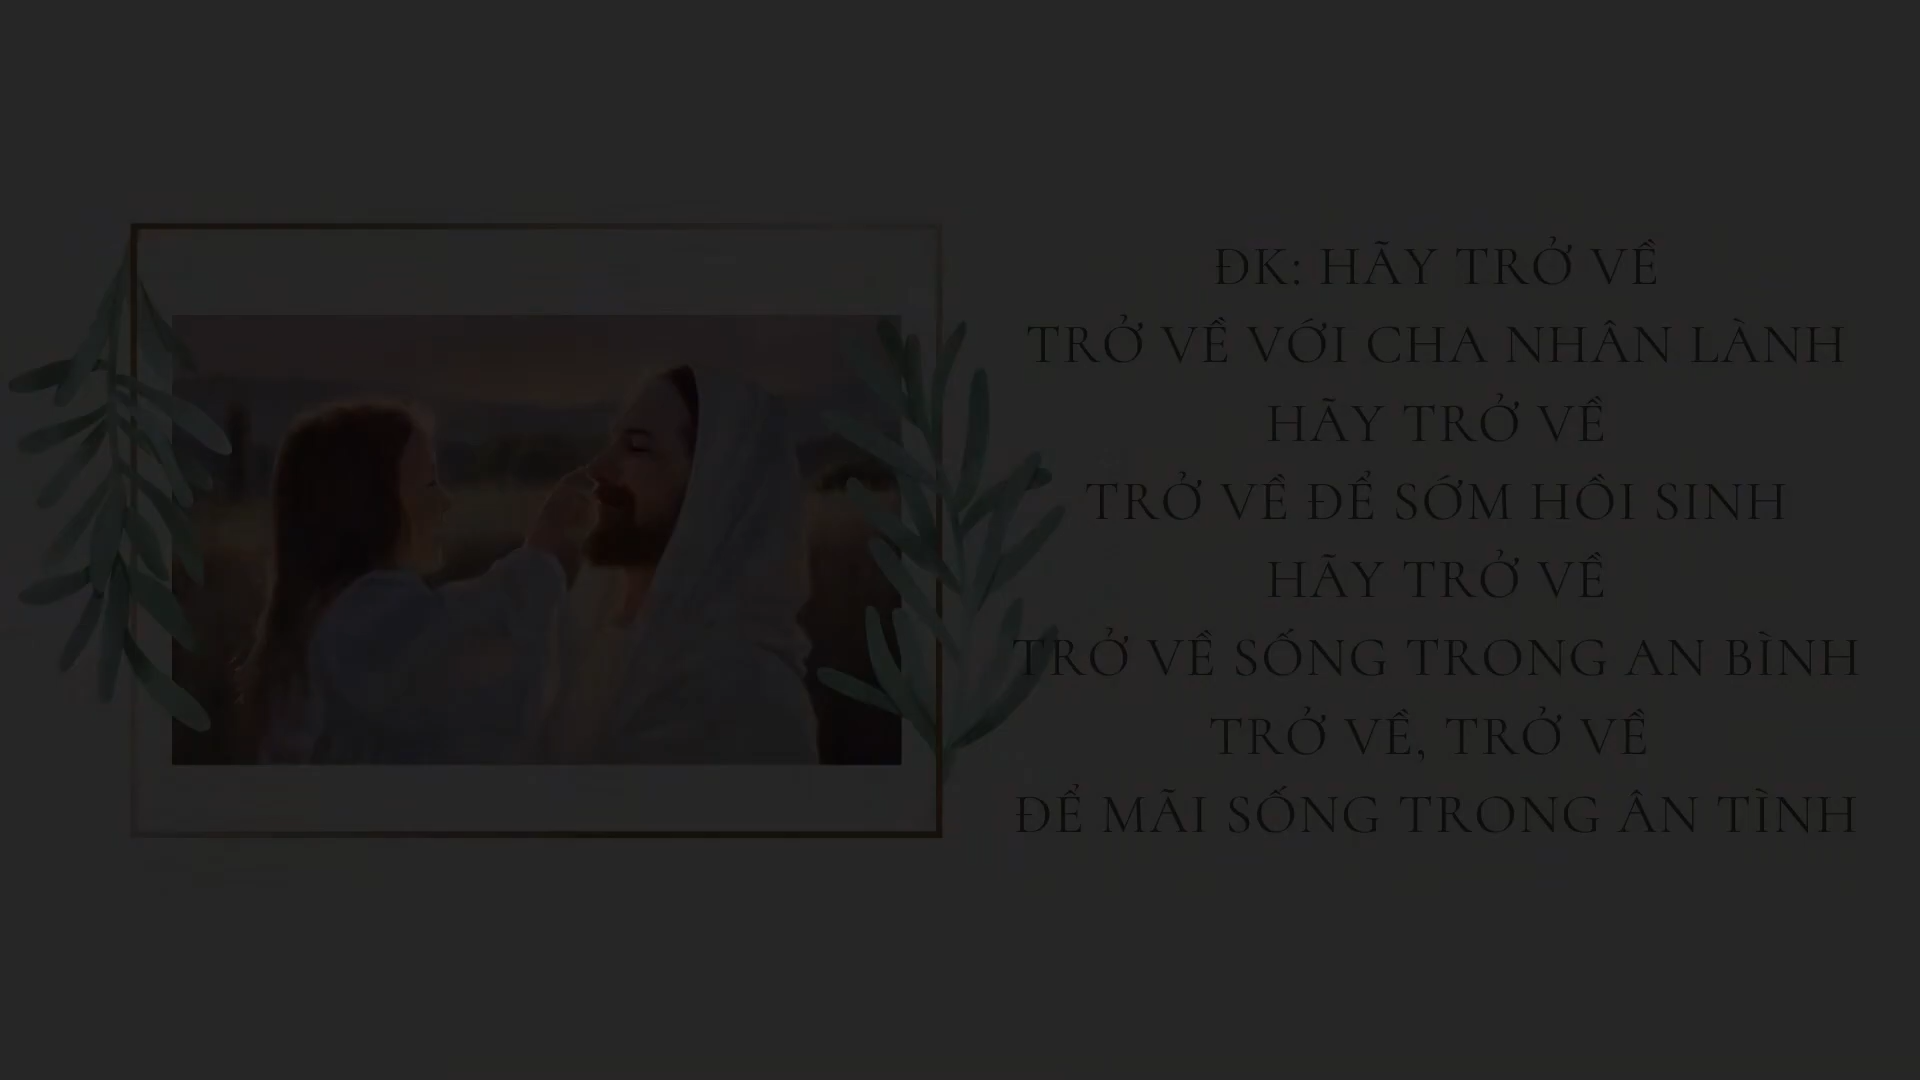 ĐK: HÃY TRỞ VỀ
TRỞ VỀ VỚI CHA NHÂN LÀNH
HÃY TRỞ VỀ
TRỞ VỀ ĐỂ SỚM HỒI SINH
HÃY TRỞ VỀ
TRỞ VỀ SỐNG TRONG AN BÌNH
TRỞ VỀ, TRỞ VỀ
ĐỂ MÃI SỐNG TRONG ÂN TÌNH